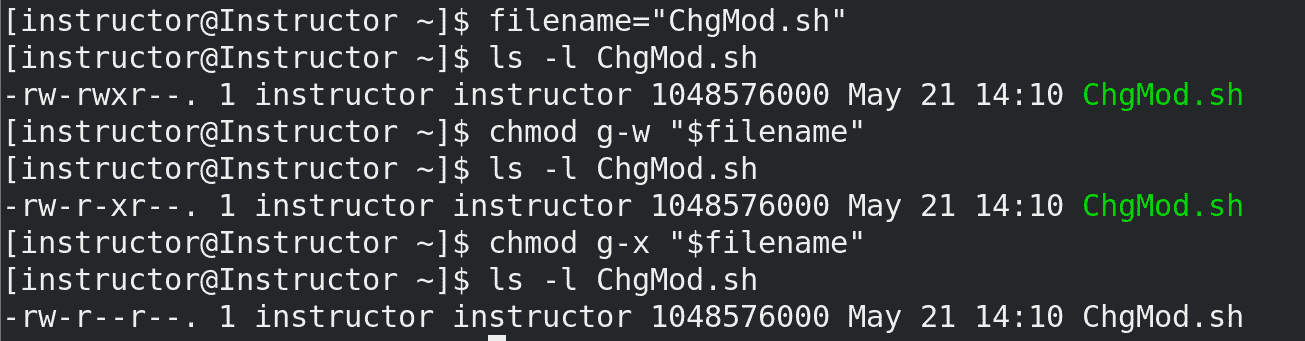 [instructor@Instructor ~]$ filename="ChgMod.sh"
[instructor@Instructor ~]$ ls -l ChgMod.sh
-rw-rwxr--. 1 instructor instructor 1048576000 May 21 14:10 ChgMod.sh
[instructor@Instructor ~]$ chmod g-w "$filename"
[instructor@Instructor ~]$ ls -l ChgMod.sh
-rw-r-xr--. 1 instructor instructor 1048576000 May 21 14:10 ChgMod.sh
[instructor@Instructor ~]$ chmod g-x "$filename"
[instructor@Instructor ~]$ ls -l ChgMod.sh
-rw-r--r--. 1 instructor instructor 1048576000 May 21 14:10 ChgMod.sh